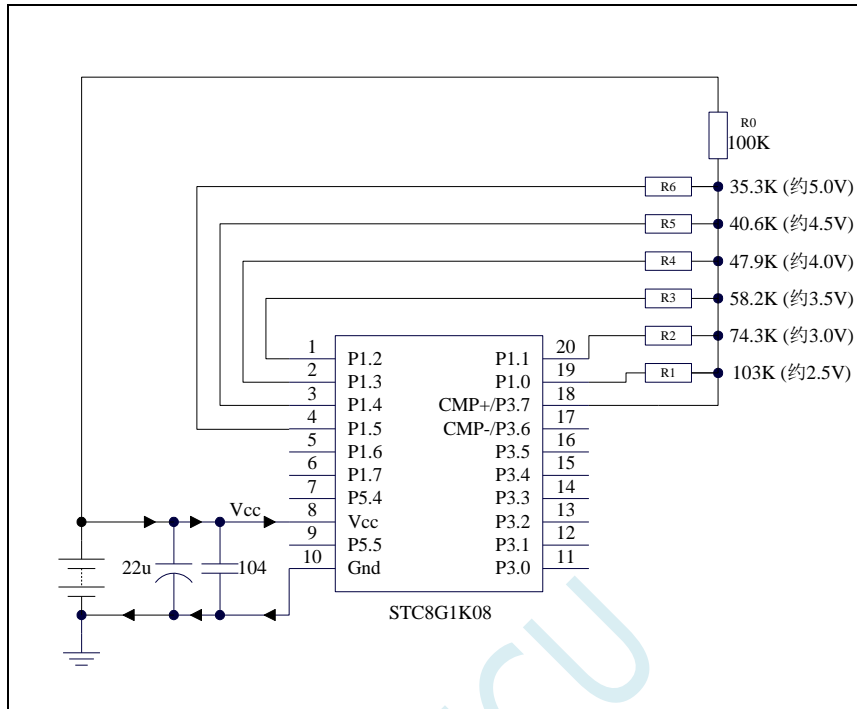 R0
100K
R6 35.3K (约5.0V)
R5 40.6K (约4.5V)
R4 47.9K (约4.0V)
R3 58.2K (约3.5V)
R2 74.3K (约3.0V)
R1 103K (约2.5V)
1 P1.2 P1.1 20
2 P1.3 P1.0 19
3 P1.4 CMP+/P3.7 18
4 P1.5 CMP-/P3.6 17
5 P1.6 P3.5 16
6 P1.7 P3.4 15
7 P5.4 P3.3 14
Vcc 8 Vcc P3.2 13
9 P5.5 P3.1 12
10 Gnd P3.0 11
22u 104
STC8G1K08
CU